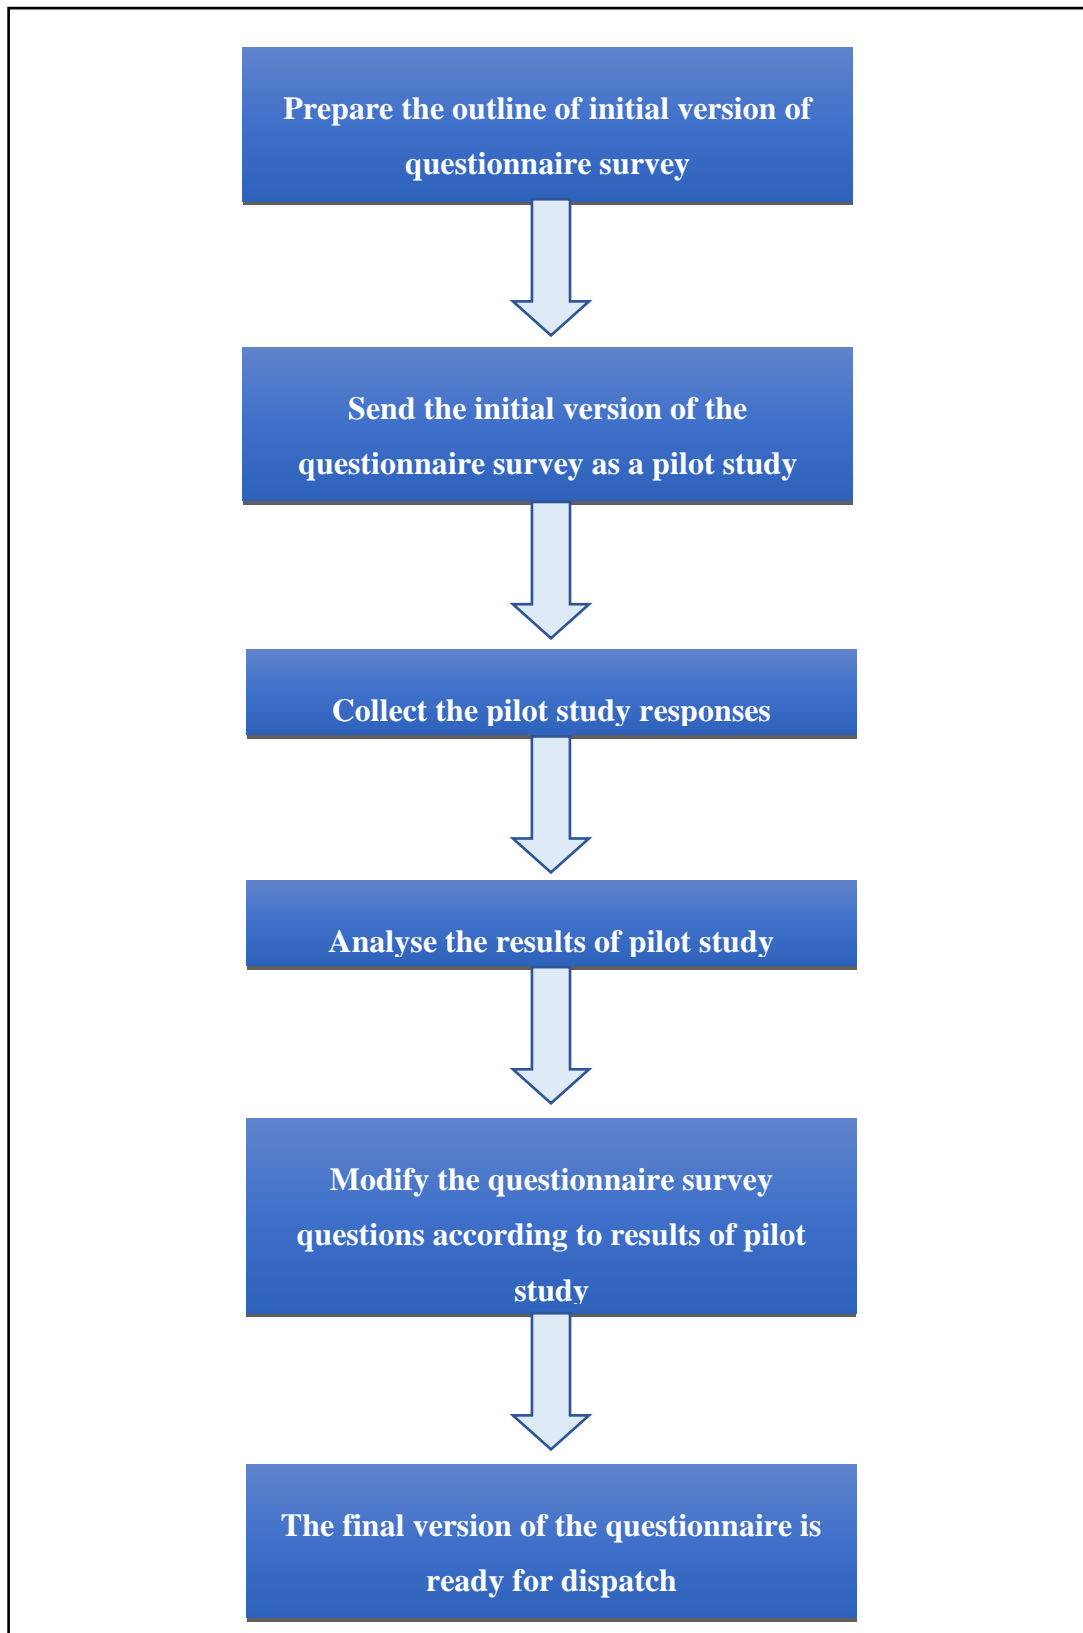 Prepare the outline of initial version of
questionnaire survey
Send the initial version of the
questionnaire survey as a pilot study
Collect the pilot study responses
Analyse the results of pilot study
Modify the questionnaire survey
questions according to results of pilot
study
The final version of the questionnaire is
ready for dispatch